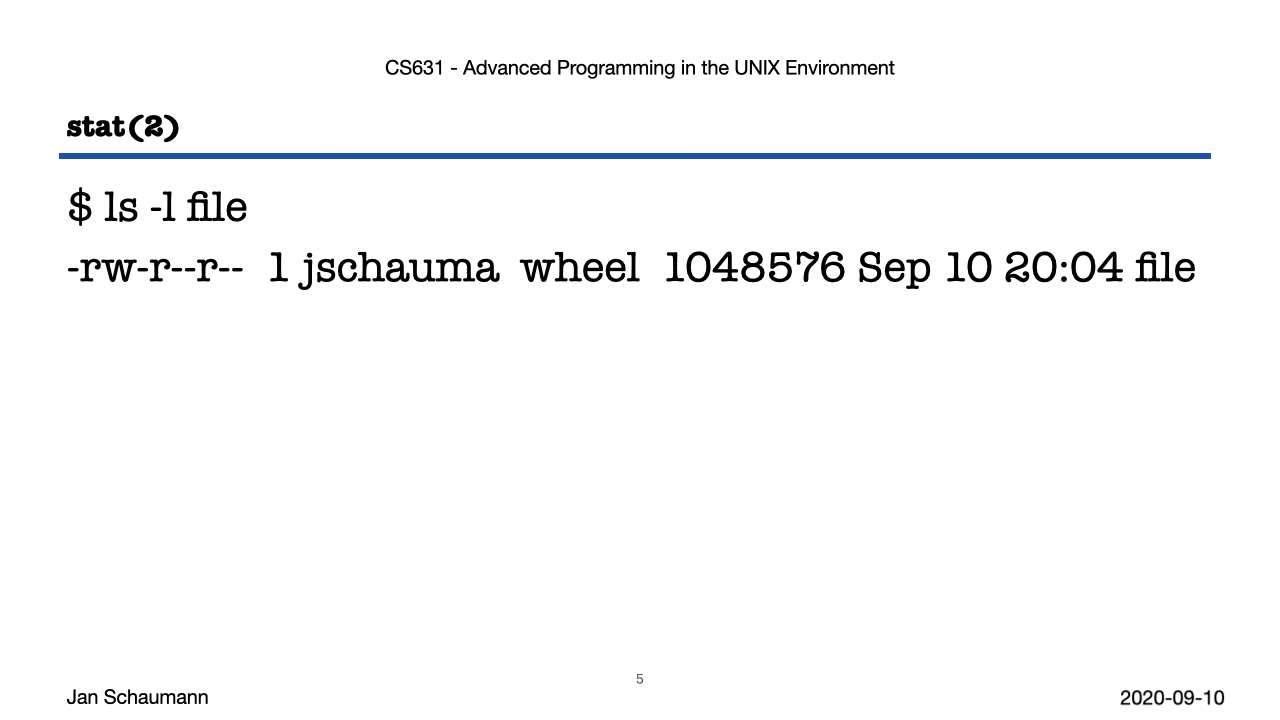 CS631 - Advanced Programming in the UNIX Environment
stat(2)
$ ls -l file
-rw-r--r--  1 jschauma  wheel  1048576 Sep 10 20:04 file
5
Jan Schaumann
2020-09-10